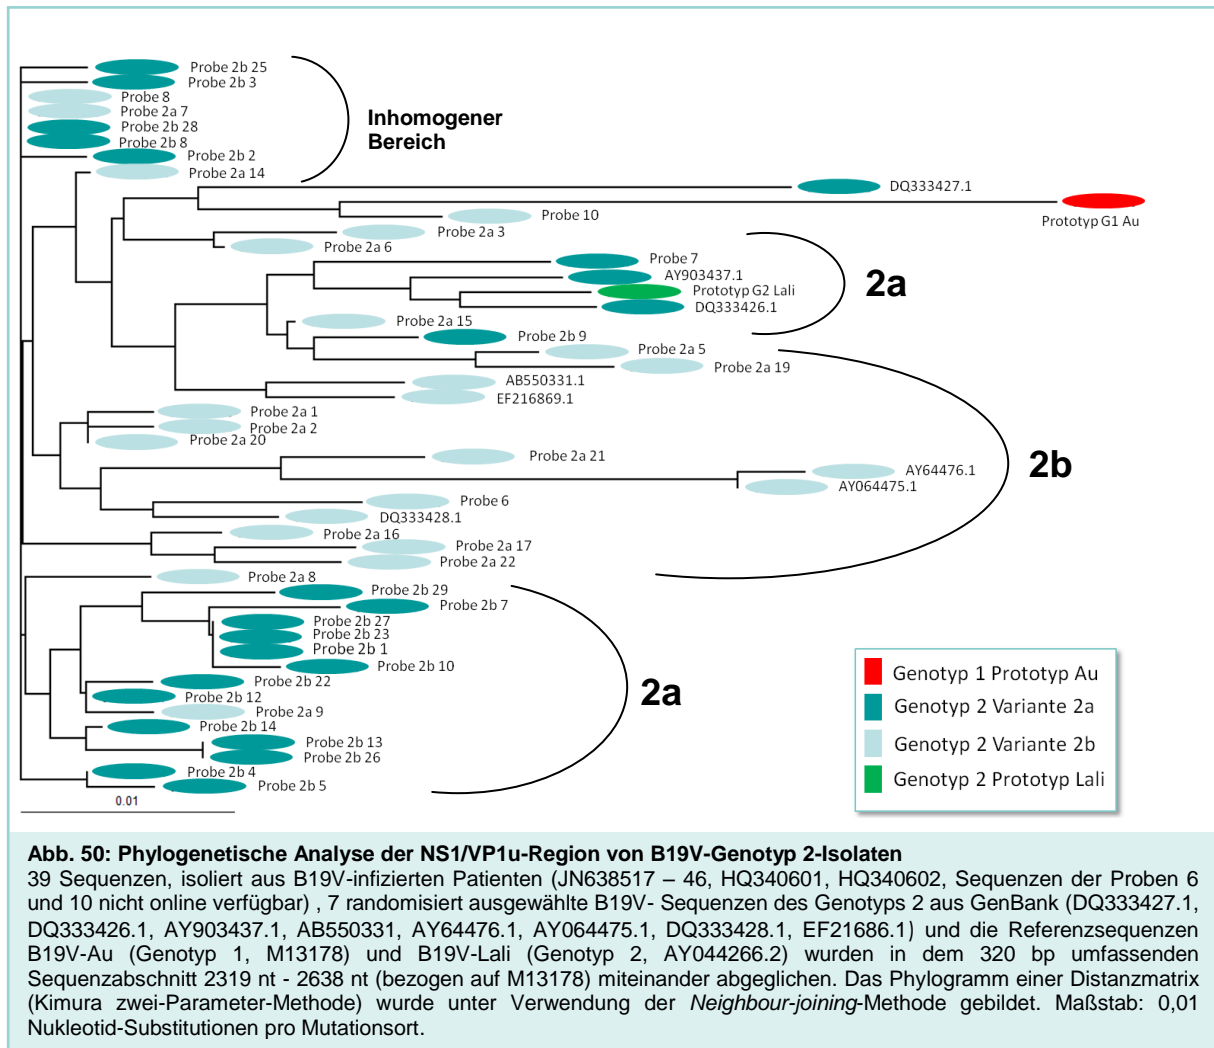 Probe 2b 25
Probe 2b 3
Probe 8
Probe 2a 7
Probe 2b 28
Probe 2b 8
Probe 2b 2
Probe 2a 14
Inhomogener
Bereich
DQ333427.1
Prototyp G1 Au
Probe 10
Probe 2a 3
Probe 2a 6
Probe 7
AY903437.1
Prototyp G2 Lali
DQ333426.1
2a
Probe 2a 15
Probe 2b 9
Probe 2a 5
Probe 2a 19
AB550331.1
EF216869.1
Probe 2a 1
Probe 2a 2
Probe 2a 20
Probe 2a 21
AY64476.1
AY064475.1
2b
Probe 6
DQ333428.1
Probe 2a 16
Probe 2a 17
Probe 2a 22
Probe 2a 8
Probe 2b 29
Probe 2b 7
Probe 2b 27
Probe 2b 23
Probe 2b 1
Probe 2b 10
Probe 2b 22
Probe 2b 12
Probe 2a 9
Probe 2b 14
Probe 2b 13
Probe 2b 26
Probe 2b 4
Probe 2b 5
2a
0.01
Genotyp 1 Prototyp Au
Genotyp 2 Variante 2a
Genotyp 2 Variante 2b
Genotyp 2 Prototyp Lali
Abb. 50: Phylogenetische Analyse der NS1/VP1u-Region von B19V-Genotyp 2-Isolaten
39 Sequenzen, isoliert aus B19V-infizierten Patienten (JN638517 – 46, HQ340601, HQ340602, Sequenzen der Proben 6
und 10 nicht online verfügbar) , 7 randomisiert ausgewählte B19V- Sequenzen des Genotyps 2 aus GenBank (DQ333427.1,
DQ333426.1, AY903437.1, AB550331, AY64476.1, AY064475.1, DQ333428.1, EF21686.1) und die Referenzsequenzen
B19V-Au (Genotyp 1, M13178) und B19V-Lali (Genotyp 2, AY044266.2) wurden in dem 320 bp umfassenden
Sequenzabschnitt 2319 nt - 2638 nt (bezogen auf M13178) miteinander abgeglichen. Das Phylogramm einer Distanzmatrix
(Kimura zwei-Parameter-Methode) wurde unter Verwendung der Neighbour-joining-Methode gebildet. Maßstab: 0,01
Nukleotid-Substitutionen pro Mutationsort.